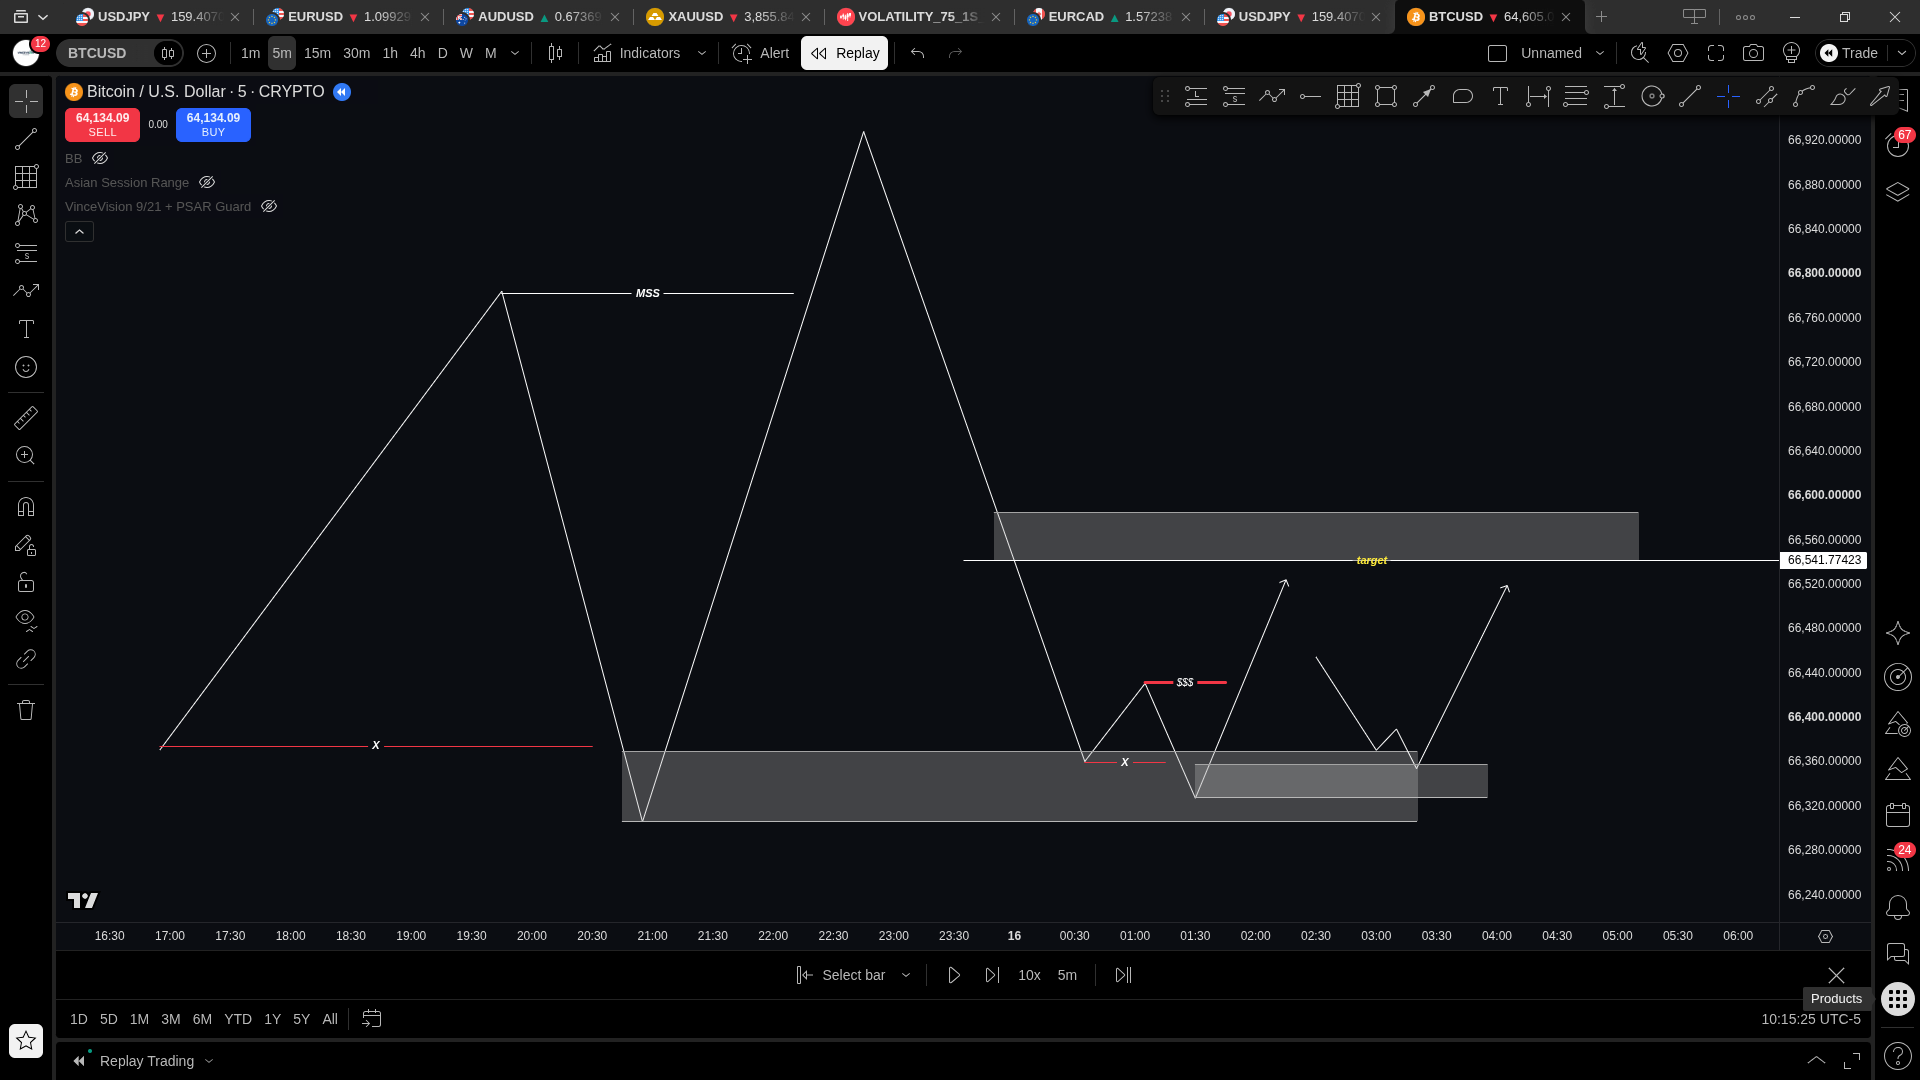 USDJPY ▼ 159.4070
EURUSD ▼ 1.09929
AUDUSD ▲ 0.67369
XAUUSD ▼ 3,855.84
VOLATILITY_75_1S
EURCAD ▲ 1.57238
USDJPY ▼ 159.4070
BTCUSD ▼ 64,605.0
12
BTCUSD
1m 5m 15m 30m 1h 4h D W M
Indicators
Alert
Replay
Unnamed
Trade
Bitcoin / U.S. Dollar · 5 · CRYPTO
64,134.09
SELL
0.00
64,134.09
BUY
BB
Asian Session Range
VinceVision 9/21 + PSAR Guard
67
66,920.00000
66,880.00000
66,840.00000
66,800.00000
66,760.00000
66,720.00000
66,680.00000
66,640.00000
66,600.00000
66,560.00000
66,541.77423
66,520.00000
66,480.00000
66,440.00000
66,400.00000
66,360.00000
66,320.00000
66,280.00000
66,240.00000
MSS
target
$$$
X
X
24
16:30 17:00 17:30 18:00 18:30 19:00 19:30 20:00 20:30 21:00 21:30 22:00 22:30 23:00 23:30 16 00:30 01:00 01:30 02:00 02:30 03:00 03:30 04:00 04:30 05:00 05:30 06:00
Select bar
10x
5m
Products
1D 5D 1M 3M 6M YTD 1Y 5Y All
10:15:25 UTC-5
Replay Trading